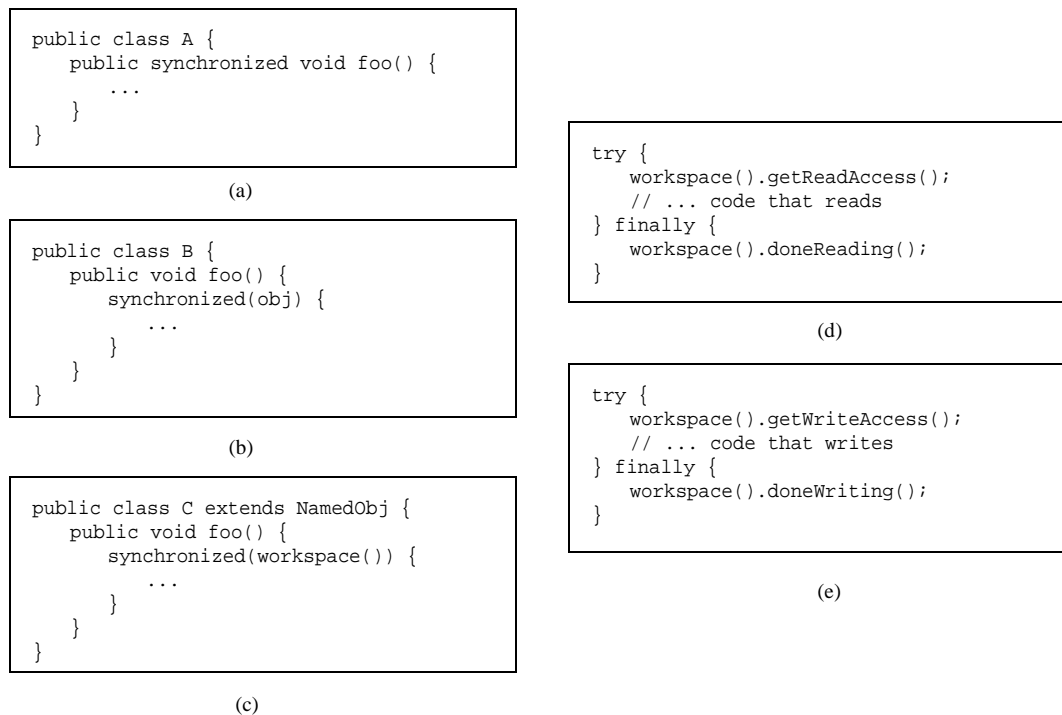 public class A {
public synchronized void foo() {
...
}
}
(a)
public class B {
public void foo() {
synchronized(obj) {
...
}
}
}
(b)
public class C extends NamedObj {
public void foo() {
synchronized(workspace()) {
...
}
}
}
(c)
try {
workspace().getReadAccess();
// ... code that reads
} finally {
workspace().doneReading();
}
(d)
try {
workspace().getWriteAccess();
// ... code that writes
} finally {
workspace().doneWriting();
}
(e)